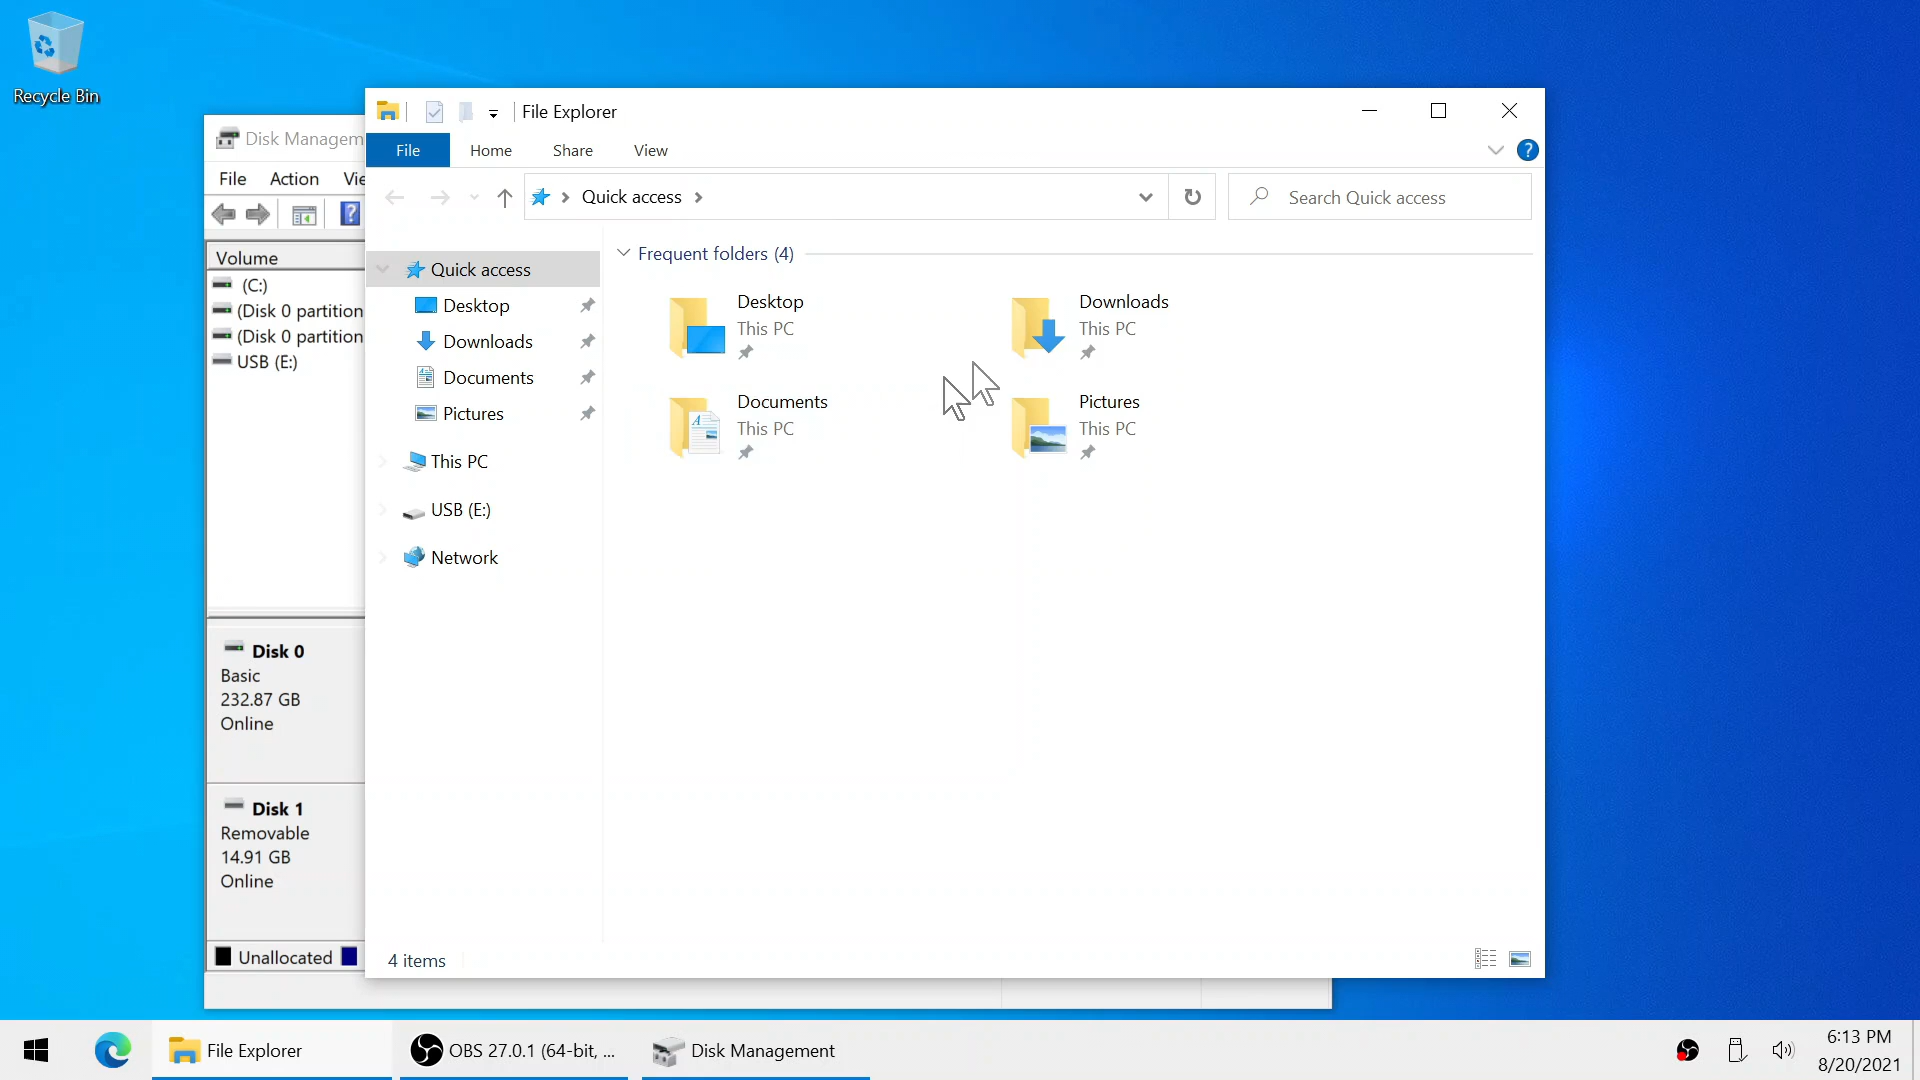 Recycle Bin
Disk Managem
File Action Vie
Volume
(C:)
(Disk 0 partition
(Disk 0 partition
USB (E:)
Disk 0
Basic
232.87 GB
Online
Disk 1
Removable
14.91 GB
Online
Unallocated
File Explorer
File Home Share View
Quick access
Search Quick access
Quick access
Desktop
Downloads
Documents
Pictures
This PC
USB (E:)
Network
Frequent folders (4)
Desktop
This PC
Downloads
This PC
Documents
This PC
Pictures
This PC
4 items
File Explorer
OBS 27.0.1 (64-bit, ...
Disk Management
6:13 PM
8/20/2021